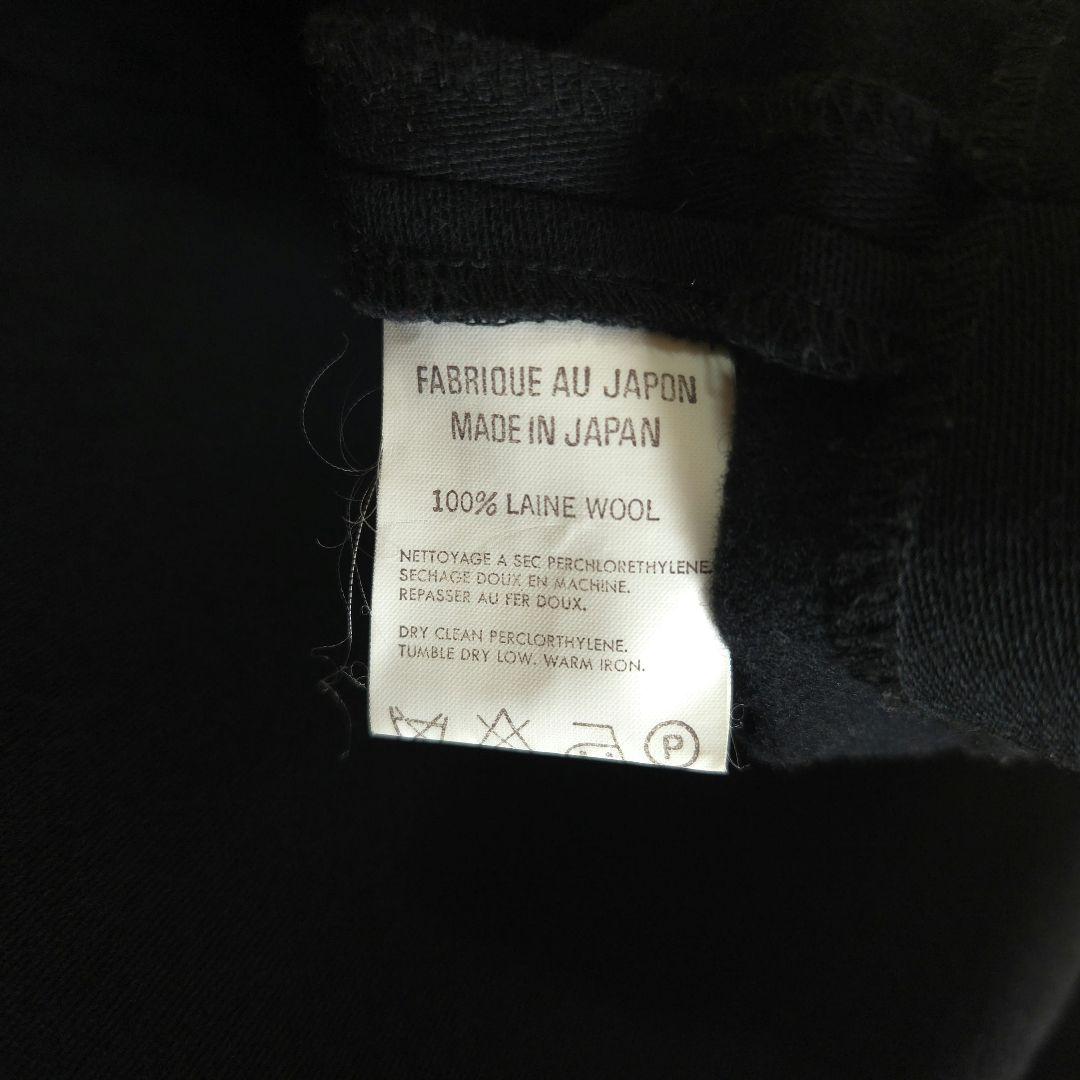 FABRIQUE AU JAPON
MADE IN JAPAN
100% LAINE WOOL
NETTOYAGE A SEC PERCHLORETHYLENE.
SECHAGE DOUX EN MACHINE.
REPASSER AU FER DOUX.
DRY CLEAN PERCLORTHYLENE.
TUMBLE DRY LOW. WARM IRON.
P